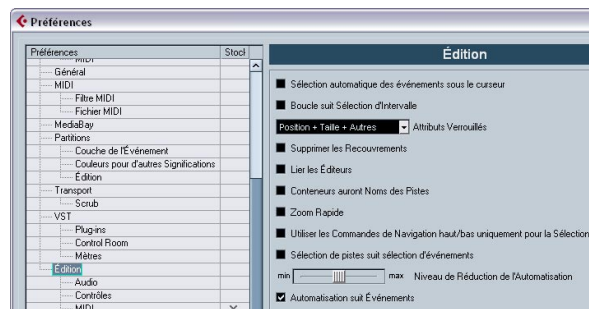 Préférences
Préférences Stock
MIDI
Général
MIDI
Filtre MIDI
Fichier MIDI
MediaBay
Partitions
Couche de l'Événement
Couleurs pour d'autres Significations
Édition
Transport
Scrub
VST
Plug-ins
Control Room
Mètres
Édition
Audio
Contrôles
MIDI
Édition
Sélection automatique des événements sous le curseur
Boucle suit Sélection d'Intervalle
Position + Taille + Autres Attributs Verrouillés
Supprimer les Recouvrements
Lier les Éditeurs
Conteneurs auront Noms des Pistes
Zoom Rapide
Utiliser les Commandes de Navigation haut/bas uniquement pour la Sélection
Sélection de pistes suit sélection d'événements
min max Niveau de Réduction de l'Automatisation
Automatisation suit Événements